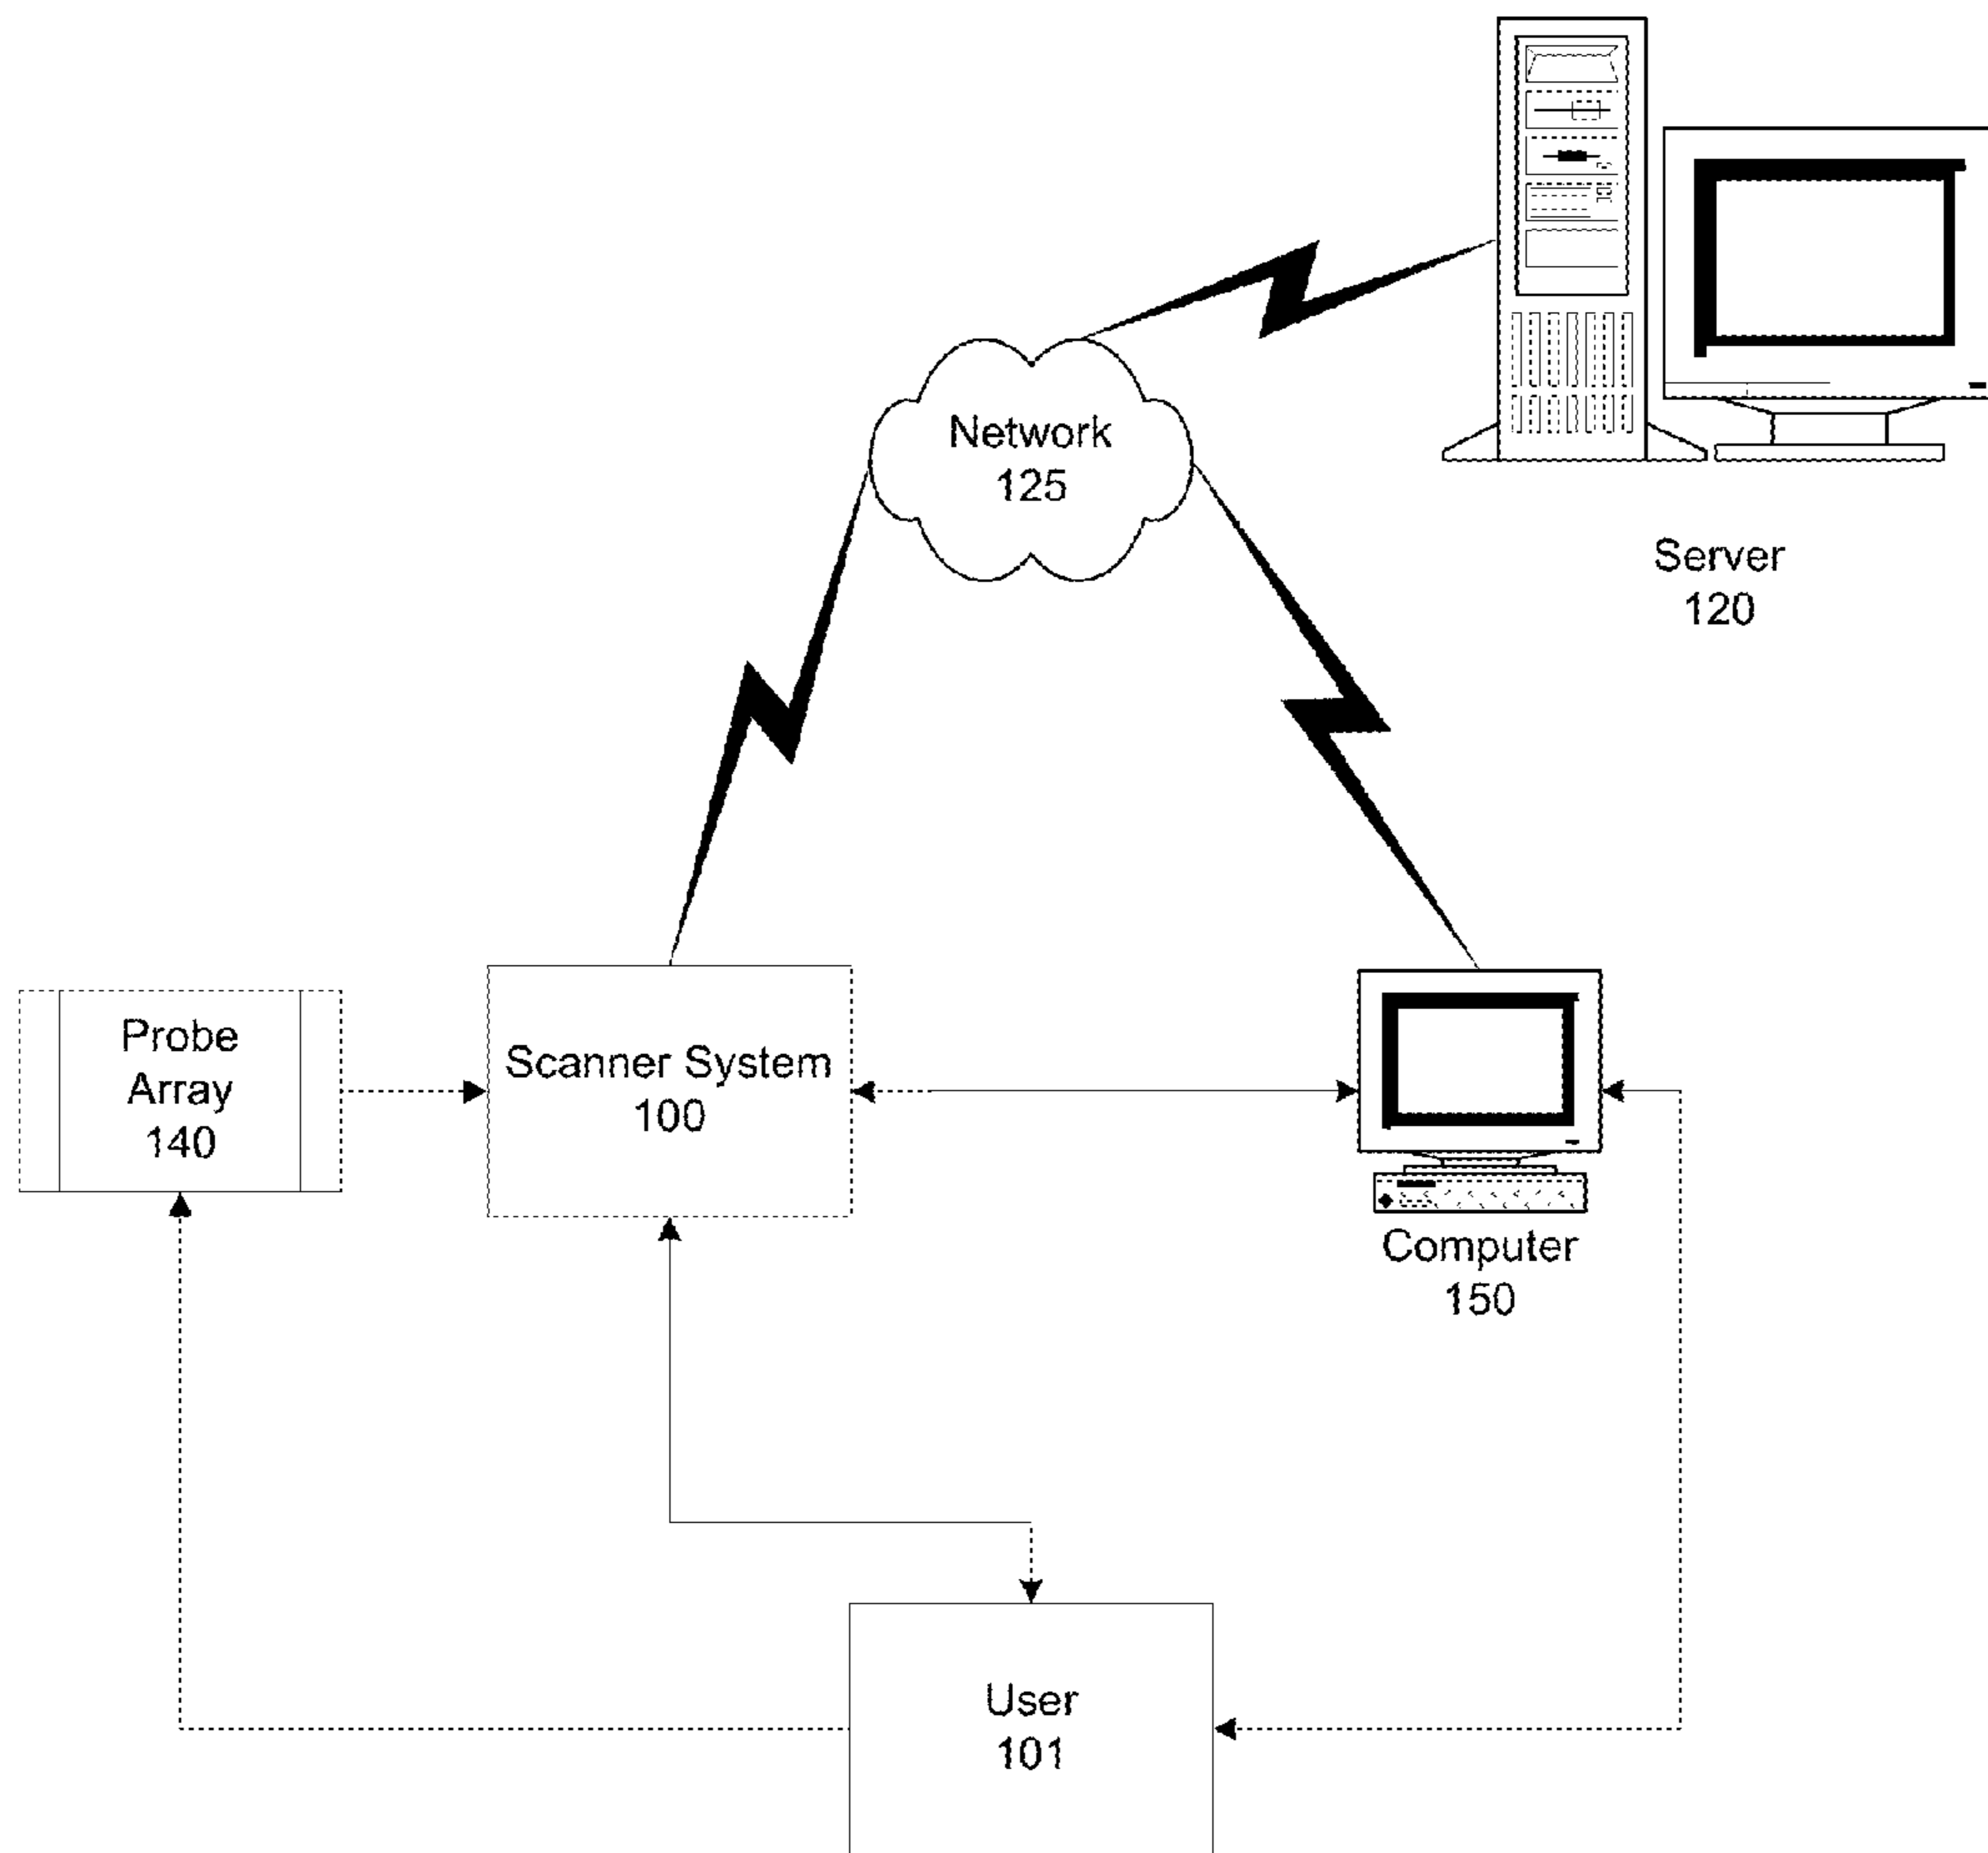 Network
125
Server
120
Probe
Array
140
Scanner System
100
Computer
150
User
101